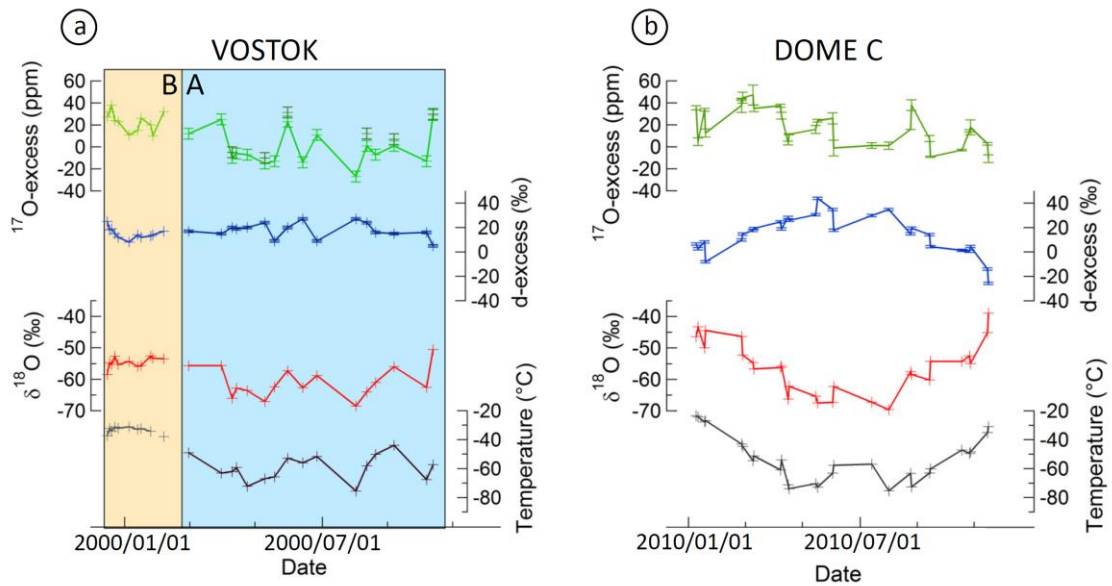 a
VOSTOK
B A
¹⁷O-excess (ppm)
60
40
20
0
-20
-40
d-excess (‰)
40
20
0
-20
-40
δ¹⁸O (‰)
-40
-50
-60
-70
Temperature (°C)
-20
-40
-60
-80
2000/01/01 2000/07/01
Date
b
DOME C
¹⁷O-excess (ppm)
60
40
20
0
-20
-40
d-excess (‰)
40
20
0
-20
-40
δ¹⁸O (‰)
-40
-50
-60
-70
Temperature (°C)
-20
-40
-60
-80
2010/01/01 2010/07/01
Date